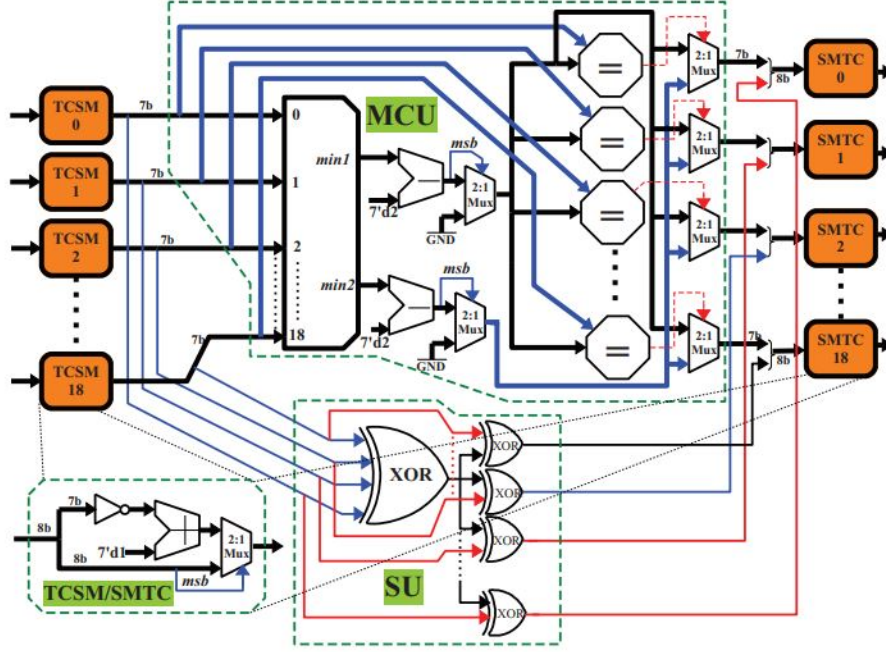 TCSM
0
7b
TCSM
1
7b
TCSM
2
7b
TCSM
18
7b
0
1
2
18
min1
min2
MCU
7'd2
msb
2:1
Mux
GND
7'd2
msb
2:1
Mux
GND
=
=
=
=
2:1
Mux
2:1
Mux
2:1
Mux
2:1
Mux
7b
8b
7b
8b
SMTC
0
SMTC
1
SMTC
2
SMTC
18
XOR
XOR
XOR
XOR
XOR
SU
8b
7b
7'd1
8b
msb
2:1
Mux
TCSM/SMTC